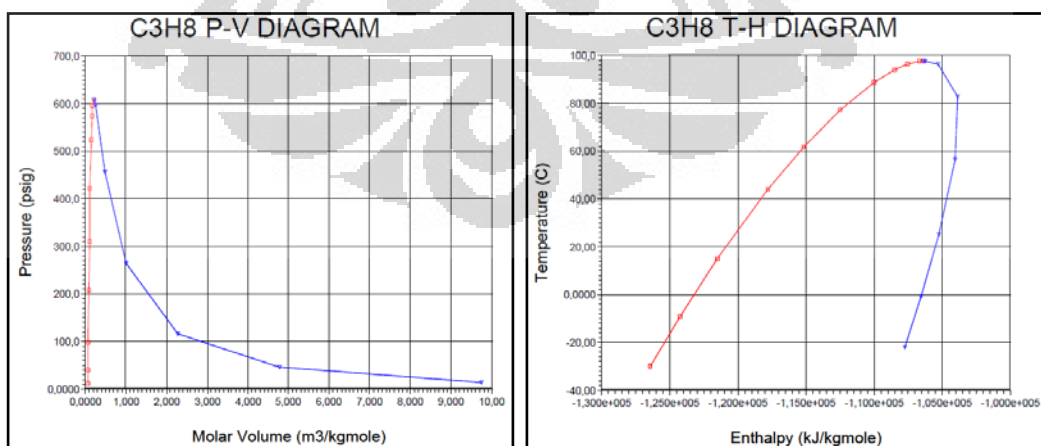 C3H8 P-V DIAGRAM
700,0
600,0
500,0
400,0
300,0
200,0
100,0
0,0000
Pressure (psig)
0,0000 1,000 2,000 3,000 4,000 5,000 6,000 7,000 8,000 9,000 10,00
Molar Volume (m3/kgmole)
C3H8 T-H DIAGRAM
100,0
80,00
60,00
40,00
20,00
0,0000
-20,00
-40,00
Temperature (C)
-1,300e+005 -1,250e+005 -1,200e+005 -1,150e+005 -1,100e+005 -1,050e+005 -1,000e+005
Enthalpy (kJ/kgmole)